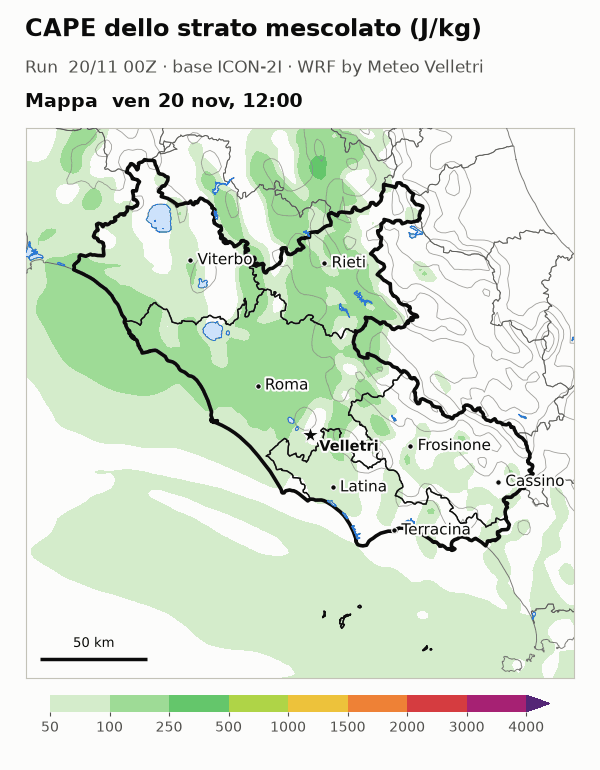 CAPE dello strato mescolato (J/kg)
Run  20/11 00Z · base ICON-2I · WRF by Meteo Velletri
Mappa  ven 20 nov, 12:00
Viterbo
Rieti
Roma
Velletri
Frosinone
Latina
Cassino
Terracina
50 km
50 100 250 500 1000 1500 2000 3000 4000